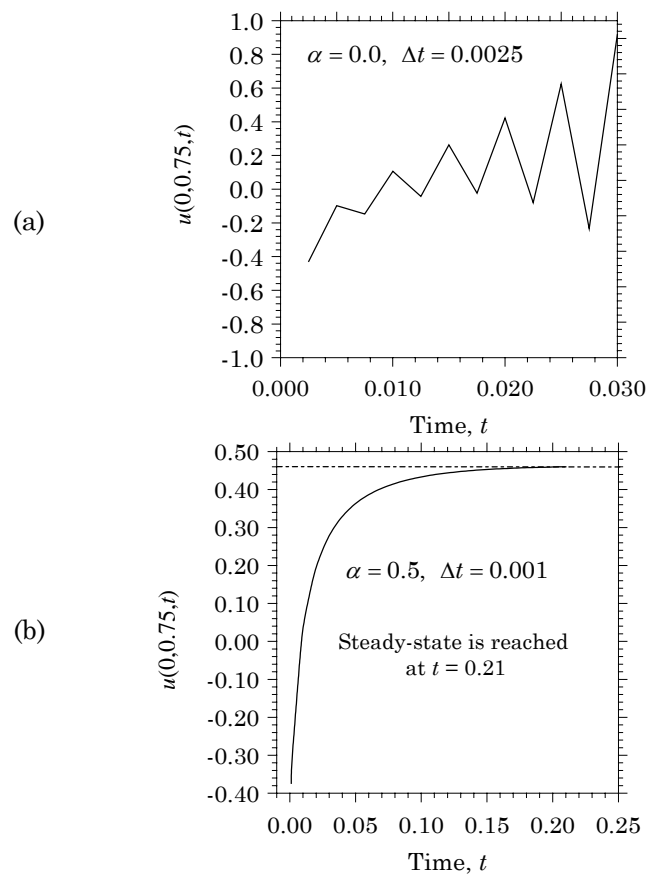 (a)
u(0,0.75,t)
1.0
0.8
0.6
0.4
0.2
0.0
-0.2
-0.4
-0.6
-0.8
-1.0
α = 0.0, Δt = 0.0025
0.000 0.010 0.020 0.030
Time, t
(b)
u(0,0.75,t)
0.50
0.40
0.30
0.20
0.10
0.00
-0.10
-0.20
-0.30
-0.40
α = 0.5, Δt = 0.001
Steady-state is reached
at t = 0.21
0.00 0.05 0.10 0.15 0.20 0.25
Time, t